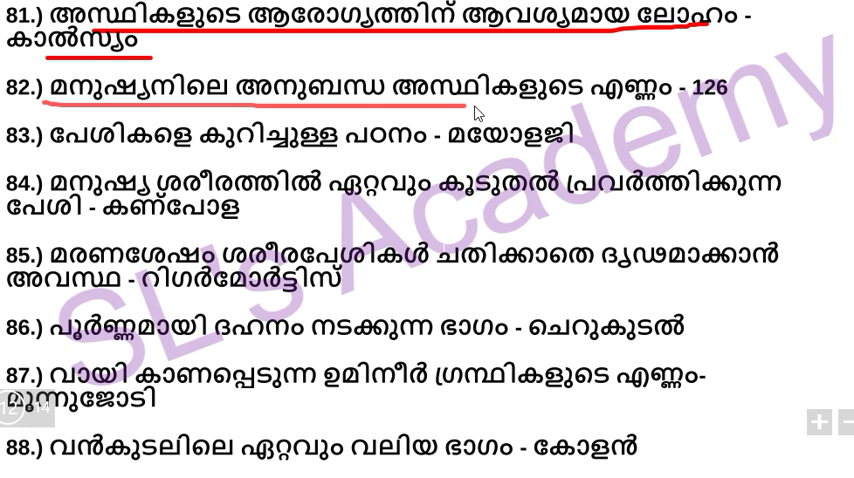 81.) അസ്ഥികളുടെ ആരോഗ്യത്തിന് ആവശ്യമായ ലോഹം -
കാൽസ്യം
82.) മനുഷ്യനിലെ അനുബന്ധ അസ്ഥികളുടെ എണ്ണം - 126
83.) പേശികളെ കുറിച്ചുള്ള പഠനം - മയോളജി
84.) മനുഷ്യ ശരീരത്തിൽ ഏറ്റവും കൂടുതൽ പ്രവർത്തിക്കുന്ന
പേശി - കൺപോള
85.) മരണശേഷം ശരീരപേശികൾ ചതിക്കാതെ ദൃഢമാക്കാൻ
അവസ്ഥ - റിഗർമോർട്ടിസ്
86.) പൂർണ്ണമായി ദഹനം നടക്കുന്ന ഭാഗം - ചെറുകുടൽ
87.) വായി കാണപ്പെടുന്ന ഉമിനീർ ഗ്രന്ഥികളുടെ എണ്ണം-
മൂന്നുജോടി
12 14
88.) വൻകുടലിലെ ഏറ്റവും വലിയ ഭാഗം - കോളൻ
SL's Academy